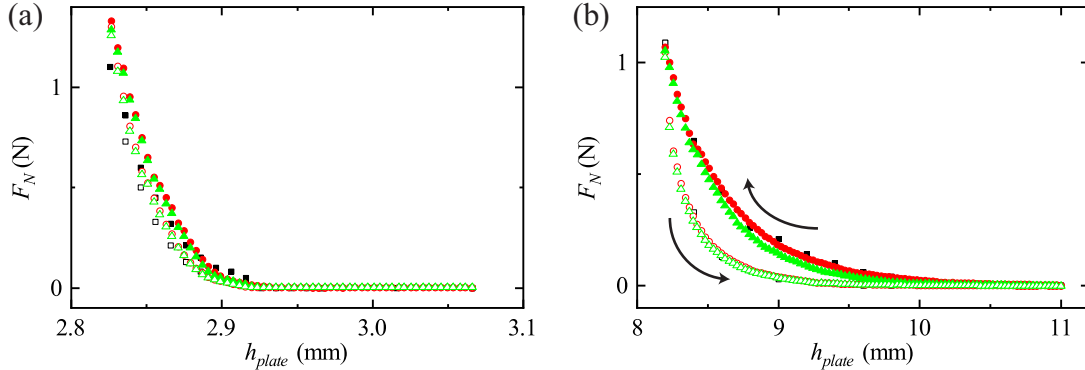 (a)
F_N (N)
1
0
2.8 2.9 3.0 3.1
h_plate (mm)
(b)
F_N (N)
1
0
8 9 10 11
h_plate (mm)